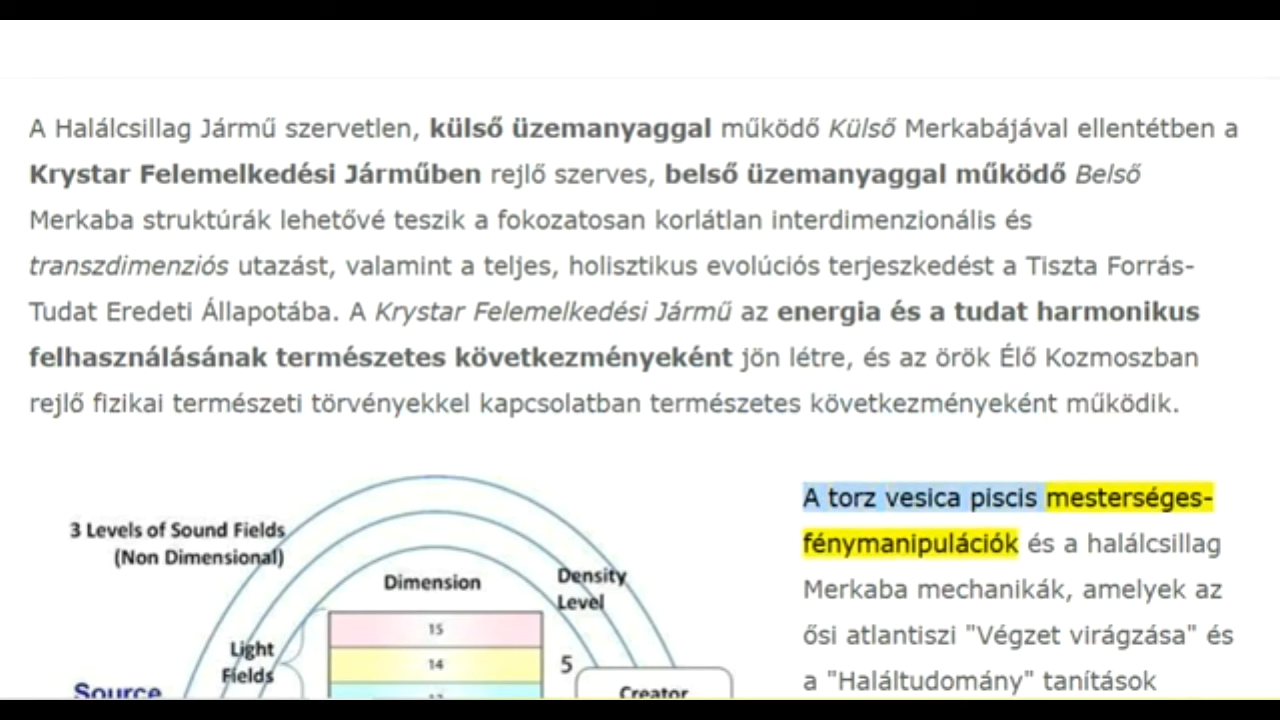 A Halálcsillag Jármű szervetlen, külső üzemanyaggal működő Külső Merkabájával ellentétben a
Krystar Felemelkedési Járműben rejlő szerves, belső üzemanyaggal működő Belső
Merkaba struktúrák lehetővé teszik a fokozatosan korlátlan interdimenzionális és
transzdimenziós utazást, valamint a teljes, holisztikus evolúciós terjeszkedést a Tiszta Forrás-
Tudat Eredeti Állapotába. A Krystar Felemelkedési Jármű az energia és a tudat harmonikus
felhasználásának természetes következményeként jön létre, és az örök Élő Kozmoszban
rejlő fizikai természeti törvényekkel kapcsolatban természetes következményeként működik.
3 Levels of Sound Fields
(Non Dimensional)
Dimension
Density
Level
15
Light
Fields
14
5
Source
Creator
A torz vesica piscis mesterséges-
fénymanipulációk és a halálcsillag
Merkaba mechanikák, amelyek az
ősi atlantiszi "Végzet virágzása" és
a "Haláltudomány" tanítások